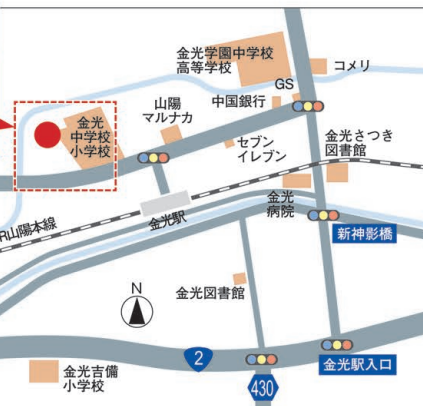 金光学園中学校
高等学校
コメリ
GS
中国銀行
山陽
マルナカ
金光
中学校
小学校
セブン
イレブン
金光さつき
図書館
金光
病院
R山陽本線
金光駅
新神影橋
N
金光図書館
2
金光駅入口
金光吉備
小学校
430